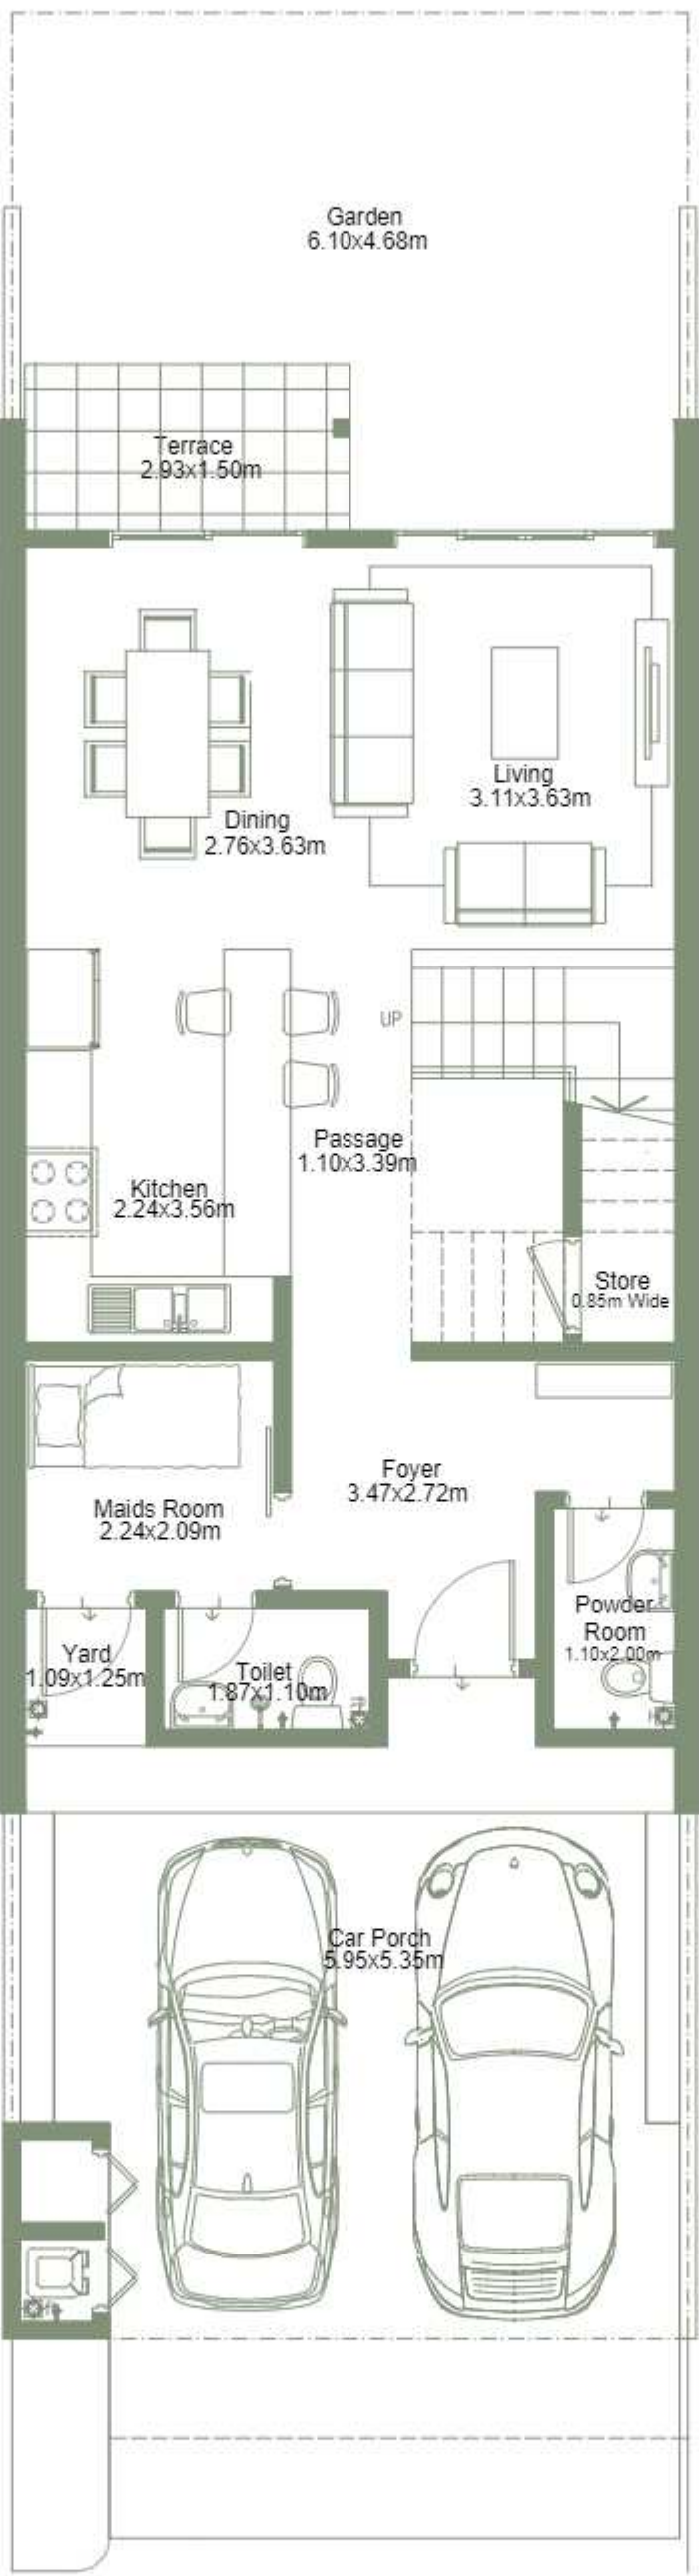 Garden
6.10x4.68m
Terrace
2.93x1.50m
Living
3.11x3.63m
Dining
2.76x3.63m
UP
Passage
1.10x3.39m
Kitchen
2.24x3.56m
Store
0.85m Wide
Foyer
3.47x2.72m
Maids Room
2.24x2.09m
Powder
Room
1.10x2.00m
Yard
1.09x1.25m
Toilet
1.87x1.10m
Car Porch
5.95x5.35m